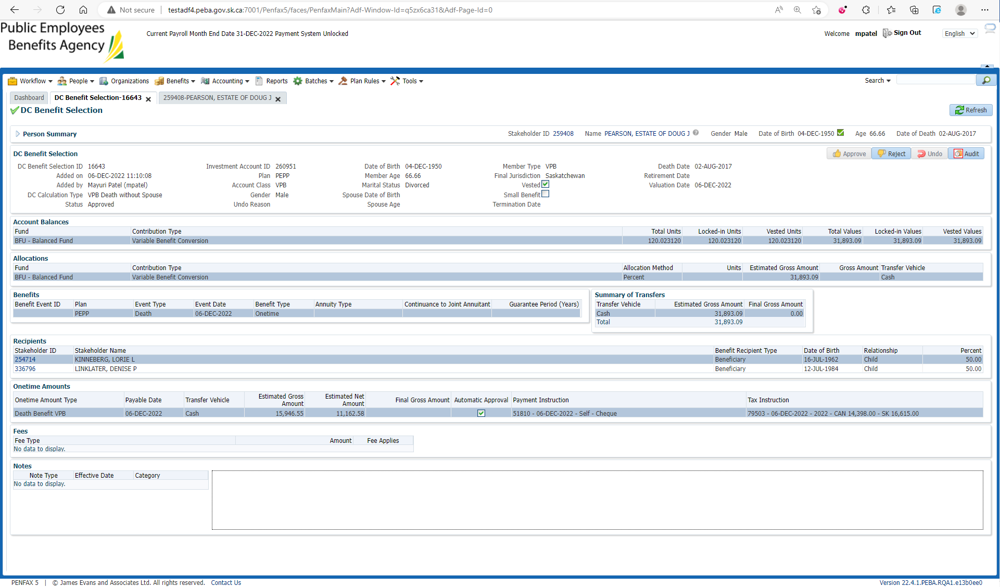 Not secure | testadf4.peba.gov.sk.ca:7001/Penfax5/faces/PenfaxMain?Adf-Window-Id=q5zx6ca31&Adf-Page-Id=0
Public Employees
Benefits Agency
Current Payroll Month End Date 31-DEC-2022 Payment System Unlocked
Welcome mpatel Sign Out English
Workflow People Organizations Benefits Accounting Reports Batches Plan Rules Tools Search
Dashboard DC Benefit Selection-16643 259408-PEARSON, ESTATE OF DOUG J
DC Benefit Selection Refresh
Person Summary Stakeholder ID 259408 Name PEARSON, ESTATE OF DOUG J Gender Male Date of Birth 04-DEC-1950 Age 66.66 Date of Death 02-AUG-2017
DC Benefit Selection Approve Reject Undo Audit
DC Benefit Selection ID 16643 Investment Account ID 260951 Date of Birth 04-DEC-1950 Member Type VPB Death Date 02-AUG-2017
Added on 06-DEC-2022 11:10:08 Plan PEPP Member Age 66.66 Final Jurisdiction Saskatchewan Retirement Date
Added by Mayuri Patel (mpatel) Account Class VPB Marital Status Divorced Vested Valuation Date 06-DEC-2022
DC Calculation Type VPB Death without Spouse Gender Male Spouse Date of Birth Small Benefit
Status Approved Undo Reason Spouse Age Termination Date
Account Balances
Fund Contribution Type Total Units Locked-in Units Vested Units Total Values Locked-in Values Vested Values
BFU - Balanced Fund Variable Benefit Conversion 120.023120 120.023120 120.023120 31,893.09 31,893.09 31,893.09
Allocations
Fund Contribution Type Allocation Method Units Estimated Gross Amount Gross Amount Transfer Vehicle
BFU - Balanced Fund Variable Benefit Conversion Percent 31,893.09 Cash
Benefits
Benefit Event ID Plan Event Type Event Date Benefit Type Annuity Type Continuance to Joint Annuitant Guarantee Period (Years)
PEPP Death 06-DEC-2022 Onetime
Summary of Transfers
Transfer Vehicle Estimated Gross Amount Final Gross Amount
Cash 31,893.09 0.00
Total 31,893.09
Recipients
Stakeholder ID Stakeholder Name Benefit Recipient Type Date of Birth Relationship Percent
254714 KINNEBERG, LORIE L Beneficiary 16-JUL-1962 Child 50.00
336796 LINKLATER, DENISE P Beneficiary 12-JUL-1984 Child 50.00
Onetime Amounts
Onetime Amount Type Payable Date Transfer Vehicle Estimated Gross Amount Estimated Net Amount Final Gross Amount Automatic Approval Payment Instruction Tax Instruction
Death Benefit VPB 06-DEC-2022 Cash 15,946.55 11,162.58 51810 - 06-DEC-2022 - Self - Cheque 79503 - 06-DEC-2022 - 2022 - CAN 14,398.00 - SK 16,615.00
Fees
Fee Type Amount Fee Applies
No data to display.
Notes
Note Type Effective Date Category
No data to display.
PENFAX 5 | © James Evans and Associates Ltd. All rights reserved. Contact Us Version 22.4.1.PEBA.RQA1.e13b0ee0